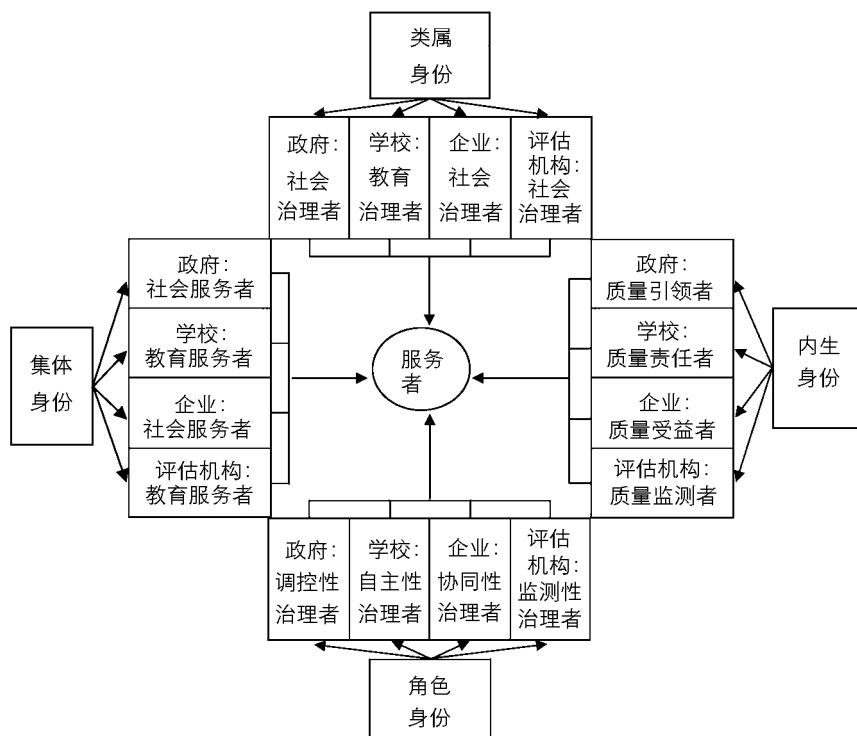 类属
身份
政府：
社会
治理者
学校：
教育
治理者
企业：
社会
治理者
评估
机构：
社会
治理者
集体
身份
政府：
社会服务者
学校：
教育服务者
企业：
社会服务者
评估机构：
教育服务者
服务
者
政府：
质量引领者
学校：
质量责任者
企业：
质量受益者
评估机构：
质量监测者
内生
身份
政府：
调控性
治理者
学校：
自主性
治理者
企业：
协同性
治理者
评估
机构：
监测性
治理者
角色
身份